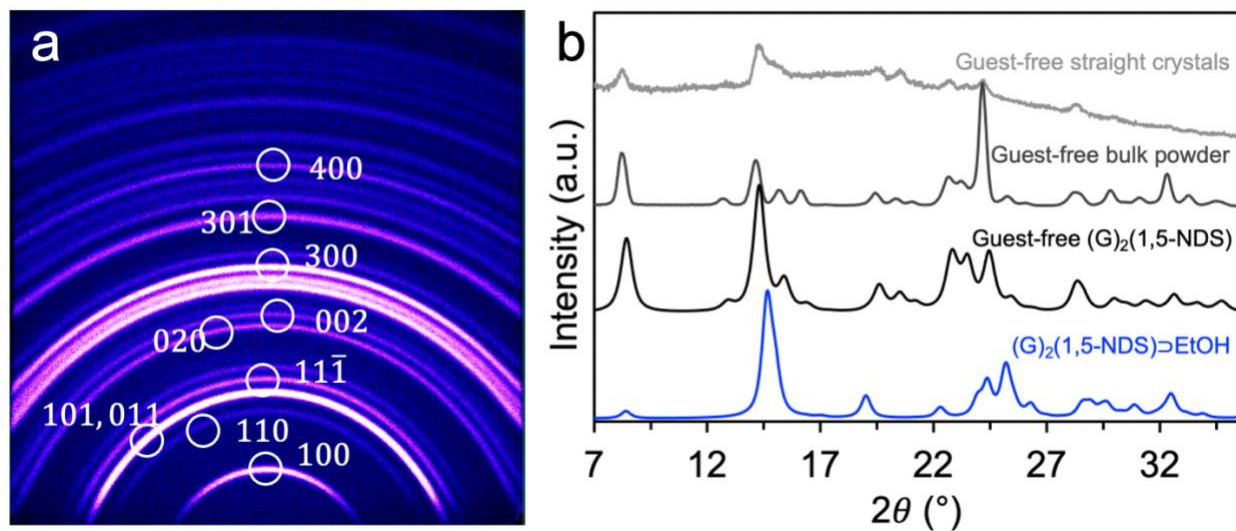 a
400
301
300
002
020
111̅
101, 011
110
100
b
Guest-free straight crystals
Guest-free bulk powder
Guest-free (G)₂(1,5-NDS)
(G)₂(1,5-NDS)⊃EtOH
Intensity (a.u.)
7 12 17 22 27 32
2θ (°)